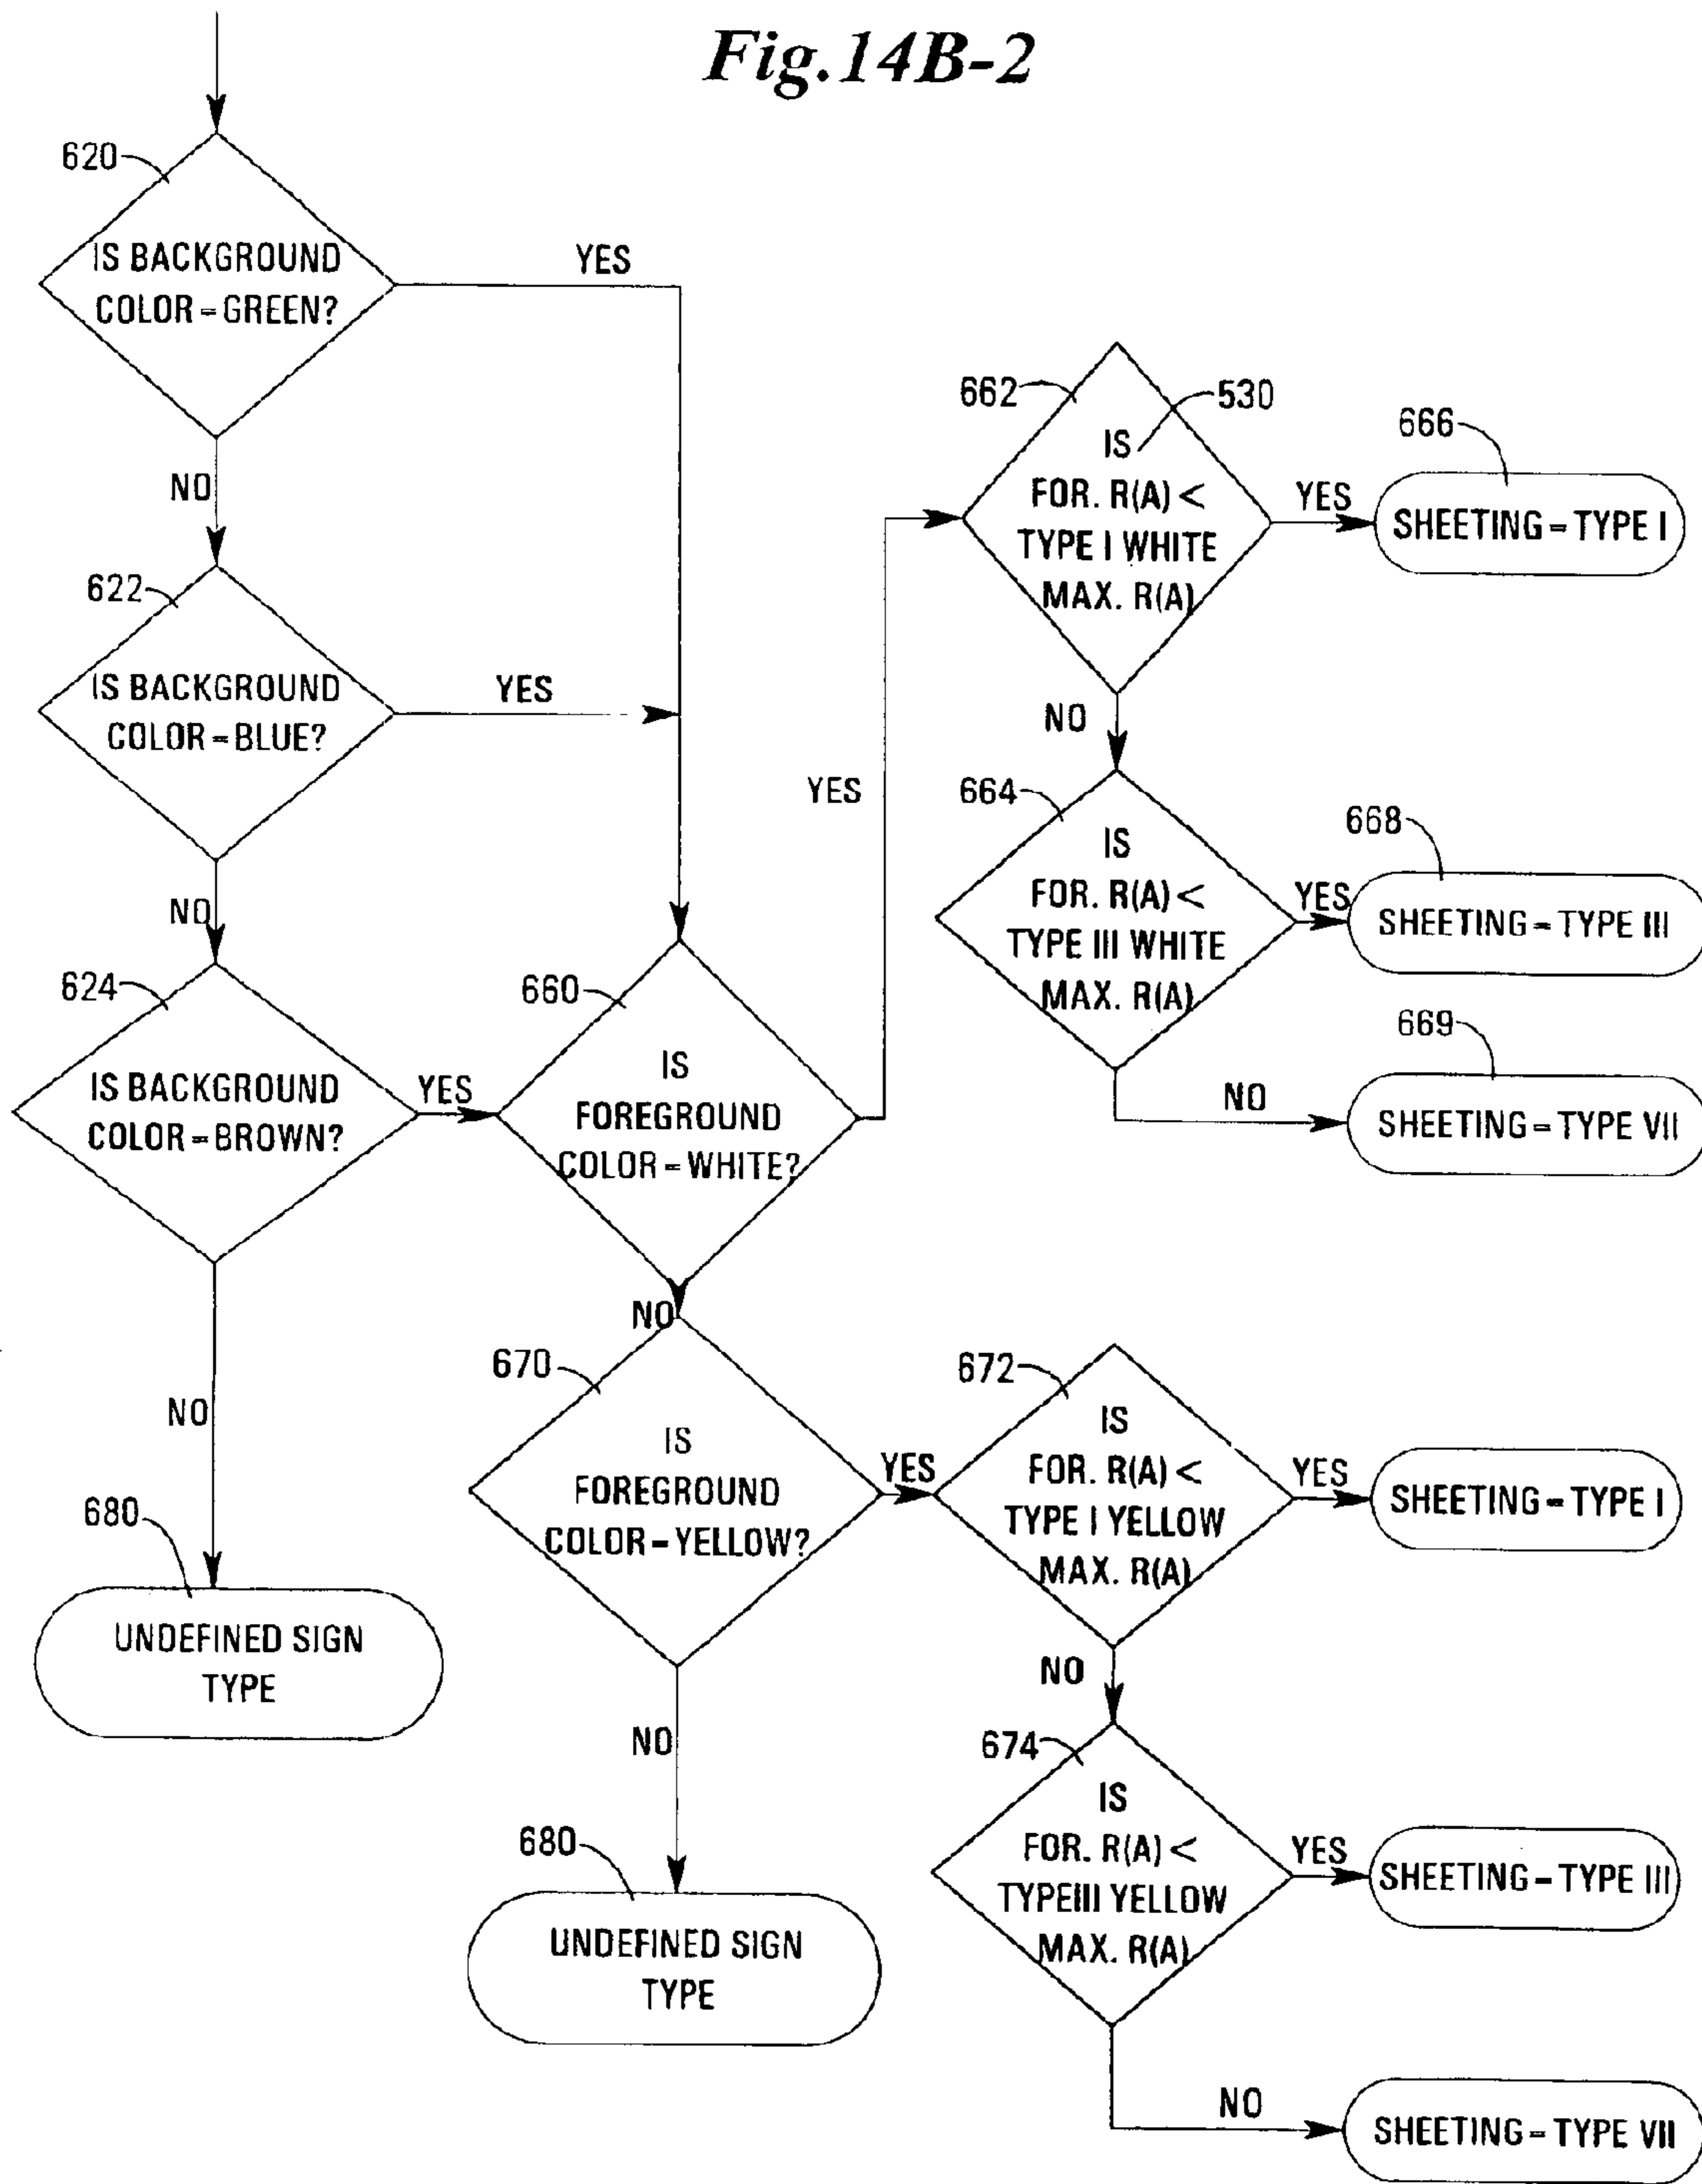 Fig.14B-2
620
IS BACKGROUND
COLOR=GREEN?
YES
NO
622
IS BACKGROUND
COLOR=BLUE?
YES
NO
624
IS BACKGROUND
COLOR=BROWN?
YES
NO
680
UNDEFINED SIGN
TYPE
660
IS
FOREGROUND
COLOR=WHITE?
YES
NO
662
530
IS
FOR. R(A) <
TYPE I WHITE
MAX. R(A)
YES
666
SHEETING=TYPE I
NO
664
IS
FOR. R(A) <
TYPE III WHITE
MAX. R(A)
YES
668
SHEETING=TYPE III
669
NO
SHEETING=TYPE VII
670
IS
FOREGROUND
COLOR=YELLOW?
YES
NO
680
UNDEFINED SIGN
TYPE
672
IS
FOR. R(A) <
TYPE I YELLOW
MAX. R(A)
YES
SHEETING=TYPE I
NO
674
IS
FOR. R(A) <
TYPEIII YELLOW
MAX. R(A)
YES
SHEETING=TYPE III
NO
SHEETING=TYPE VII